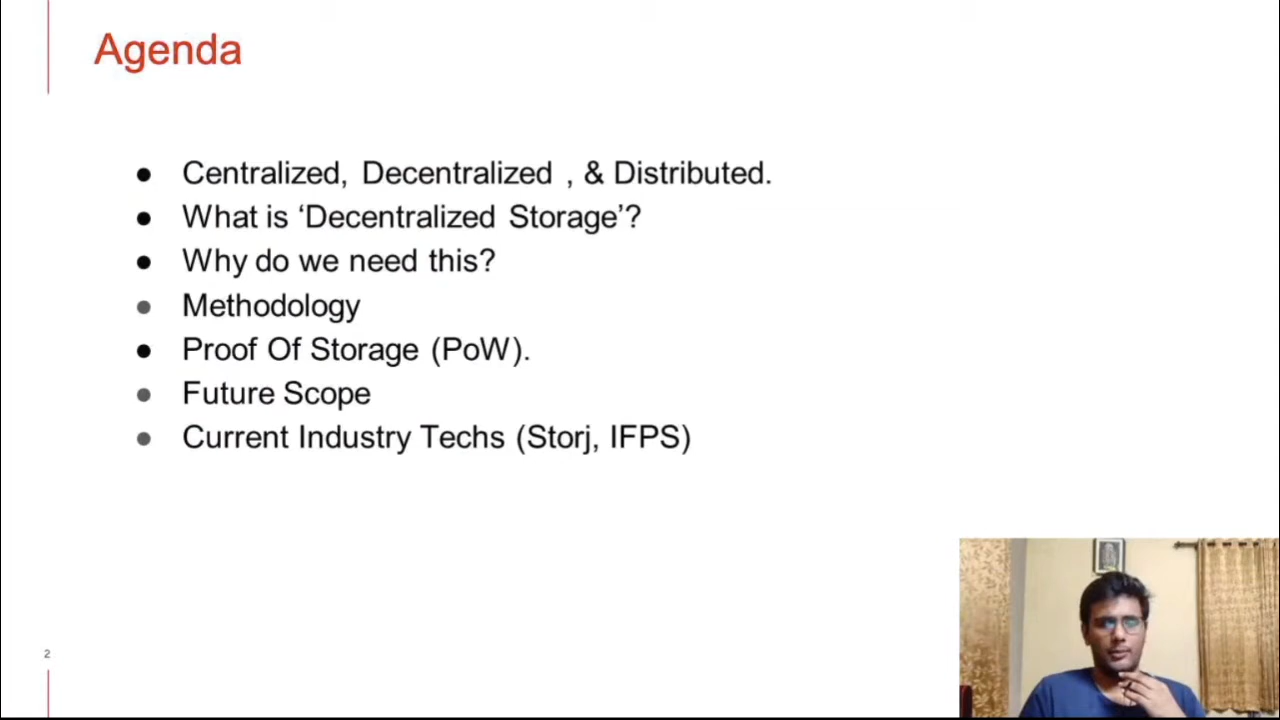 Agenda
● Centralized, Decentralized , & Distributed.
● What is ‘Decentralized Storage’?
● Why do we need this?
● Methodology
● Proof Of Storage (PoW).
● Future Scope
● Current Industry Techs (Storj, IFPS)
2